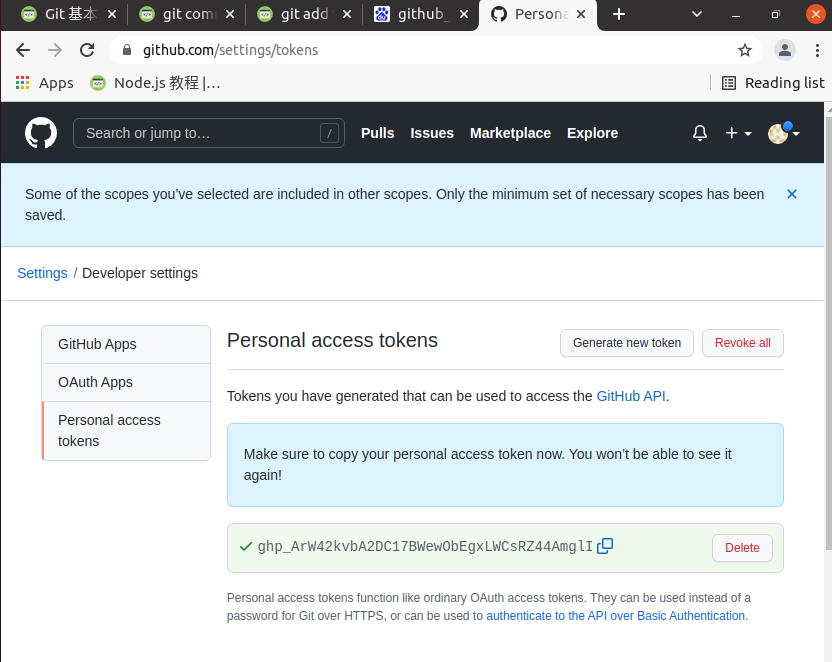 Git 基本
git com
git add
github_
Persona
github.com/settings/tokens
Apps
Node.js 教程 |…
Reading list
Search or jump to…
/
Pulls
Issues
Marketplace
Explore
Some of the scopes you’ve selected are included in other scopes. Only the minimum set of necessary scopes has been
saved.
Settings / Developer settings
GitHub Apps
OAuth Apps
Personal access
tokens
Personal access tokens
Generate new token
Revoke all
Tokens you have generated that can be used to access the GitHub API.
Make sure to copy your personal access token now. You won’t be able to see it
again!
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
Delete
Personal access tokens function like ordinary OAuth access tokens. They can be used instead of a
password for Git over HTTPS, or can be used to authenticate to the API over Basic Authentication.